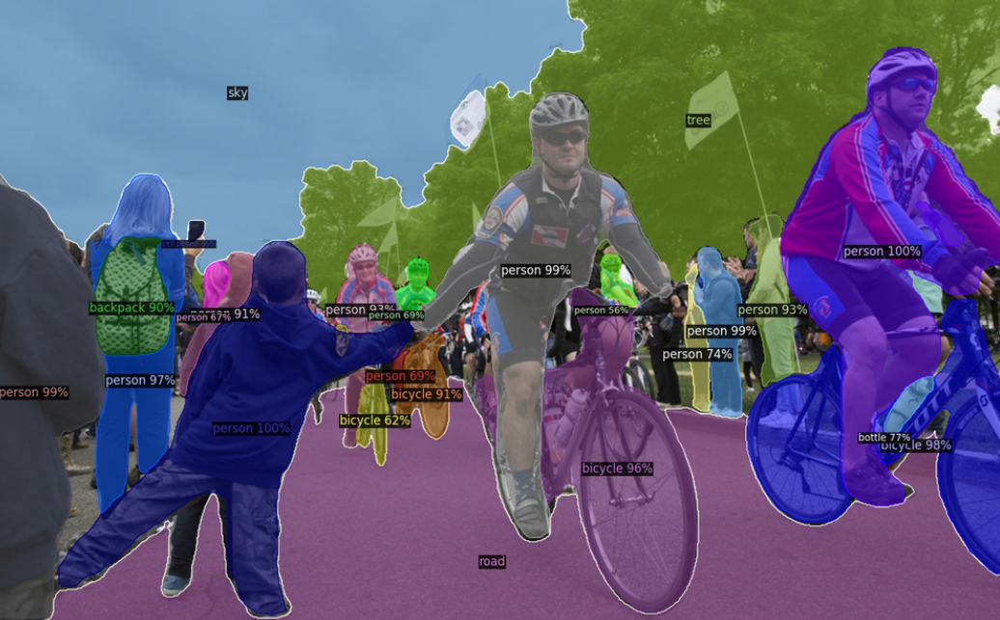 sky
tree
person 99%
person 100%
backpack 90%
person 67%
91%
person 93%
person 69%
person 56%
person 93%
person 99%
person 74%
person 97%
person 99%
person 69%
bicycle 91%
bicycle 62%
person 100%
bottle 77%
bicycle 98%
bicycle 96%
road